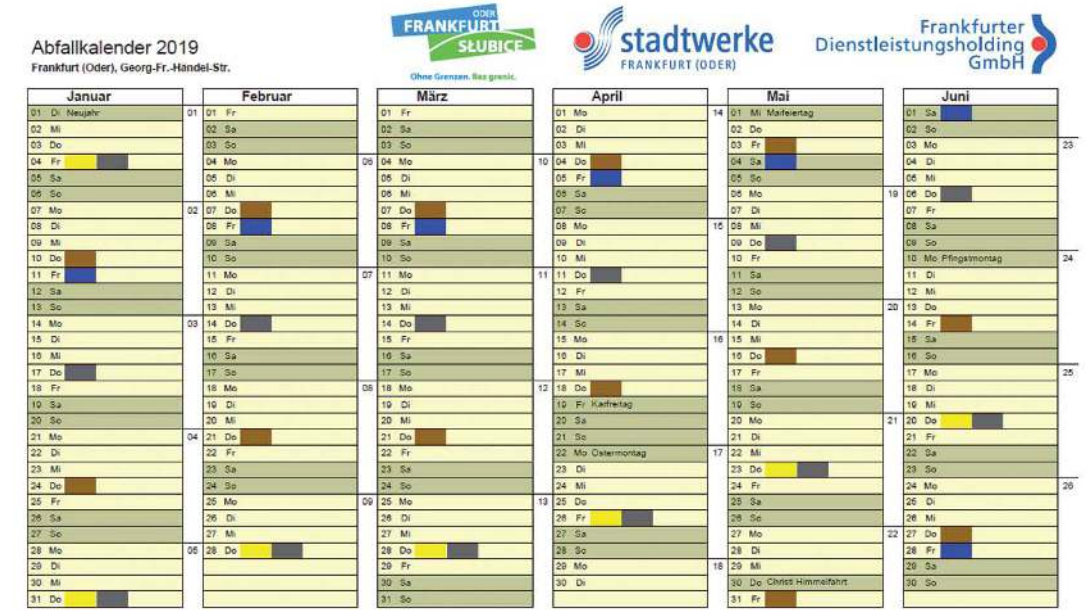 Abfallkalender 2019
Frankfurt (Oder), Georg-Fr.-Händel-Str.
ODER
FRANKFURT
SŁUBICE
Ohne Grenzen. Bez granic.
stadtwerke
FRANKFURT (ODER)
Frankfurter
Dienstleistungsholding
GmbH
Januar
01 Di Neujahr 01
02 Mi
03 Do
04 Fr
05 Sa
06 So
07 Mo 02
08 Di
09 Mi
10 Do
11 Fr
12 Sa
13 So
14 Mo 03
15 Di
16 Mi
17 Do
18 Fr
19 Sa
20 So
21 Mo 04
22 Di
23 Mi
24 Do
25 Fr
26 Sa
27 So
28 Mo 05
29 Di
30 Mi
31 Do
Februar
01 Fr
02 Sa
03 So
04 Mo 06
05 Di
06 Mi
07 Do
08 Fr
09 Sa
10 So
11 Mo 07
12 Di
13 Mi
14 Do
15 Fr
16 Sa
17 So
18 Mo 08
19 Di
20 Mi
21 Do
22 Fr
23 Sa
24 So
25 Mo 09
26 Di
27 Mi
28 Do
März
01 Fr
02 Sa
03 So
04 Mo 10
05 Di
06 Mi
07 Do
08 Fr
09 Sa
10 So
11 Mo 11
12 Di
13 Mi
14 Do
15 Fr
16 Sa
17 So
18 Mo 12
19 Di
20 Mi
21 Do
22 Fr
23 Sa
24 So
25 Mo 13
26 Di
27 Mi
28 Do
29 Fr
30 Sa
31 So
April
01 Mo 14
02 Di
03 Mi
04 Do
05 Fr
06 Sa
07 So
08 Mo 15
09 Di
10 Mi
11 Do
12 Fr
13 Sa
14 So
15 Mo 16
16 Di
17 Mi
18 Do
19 Fr Karfreitag
20 Sa
21 So
22 Mo Ostermontag 17
23 Di
24 Mi
25 Do
26 Fr
27 Sa
28 So
29 Mo 18
30 Di
Mai
01 Mi Maifeiertag
02 Do
03 Fr
04 Sa
05 So
06 Mo 19
07 Di
08 Mi
09 Do
10 Fr
11 Sa
12 So
13 Mo 20
14 Di
15 Mi
16 Do
17 Fr
18 Sa
19 So
20 Mo 21
21 Di
22 Mi
23 Do
24 Fr
25 Sa
26 So
27 Mo 22
28 Di
29 Mi
30 Do Christi Himmelfahrt
31 Fr
Juni
01 Sa
02 So
03 Mo 23
04 Di
05 Mi
06 Do
07 Fr
08 Sa
09 So
10 Mo Pfingstmontag 24
11 Di
12 Mi
13 Do
14 Fr
15 Sa
16 So
17 Mo 25
18 Di
19 Mi
20 Do
21 Fr
22 Sa
23 So
24 Mo 26
25 Di
26 Mi
27 Do
28 Fr
29 Sa
30 So